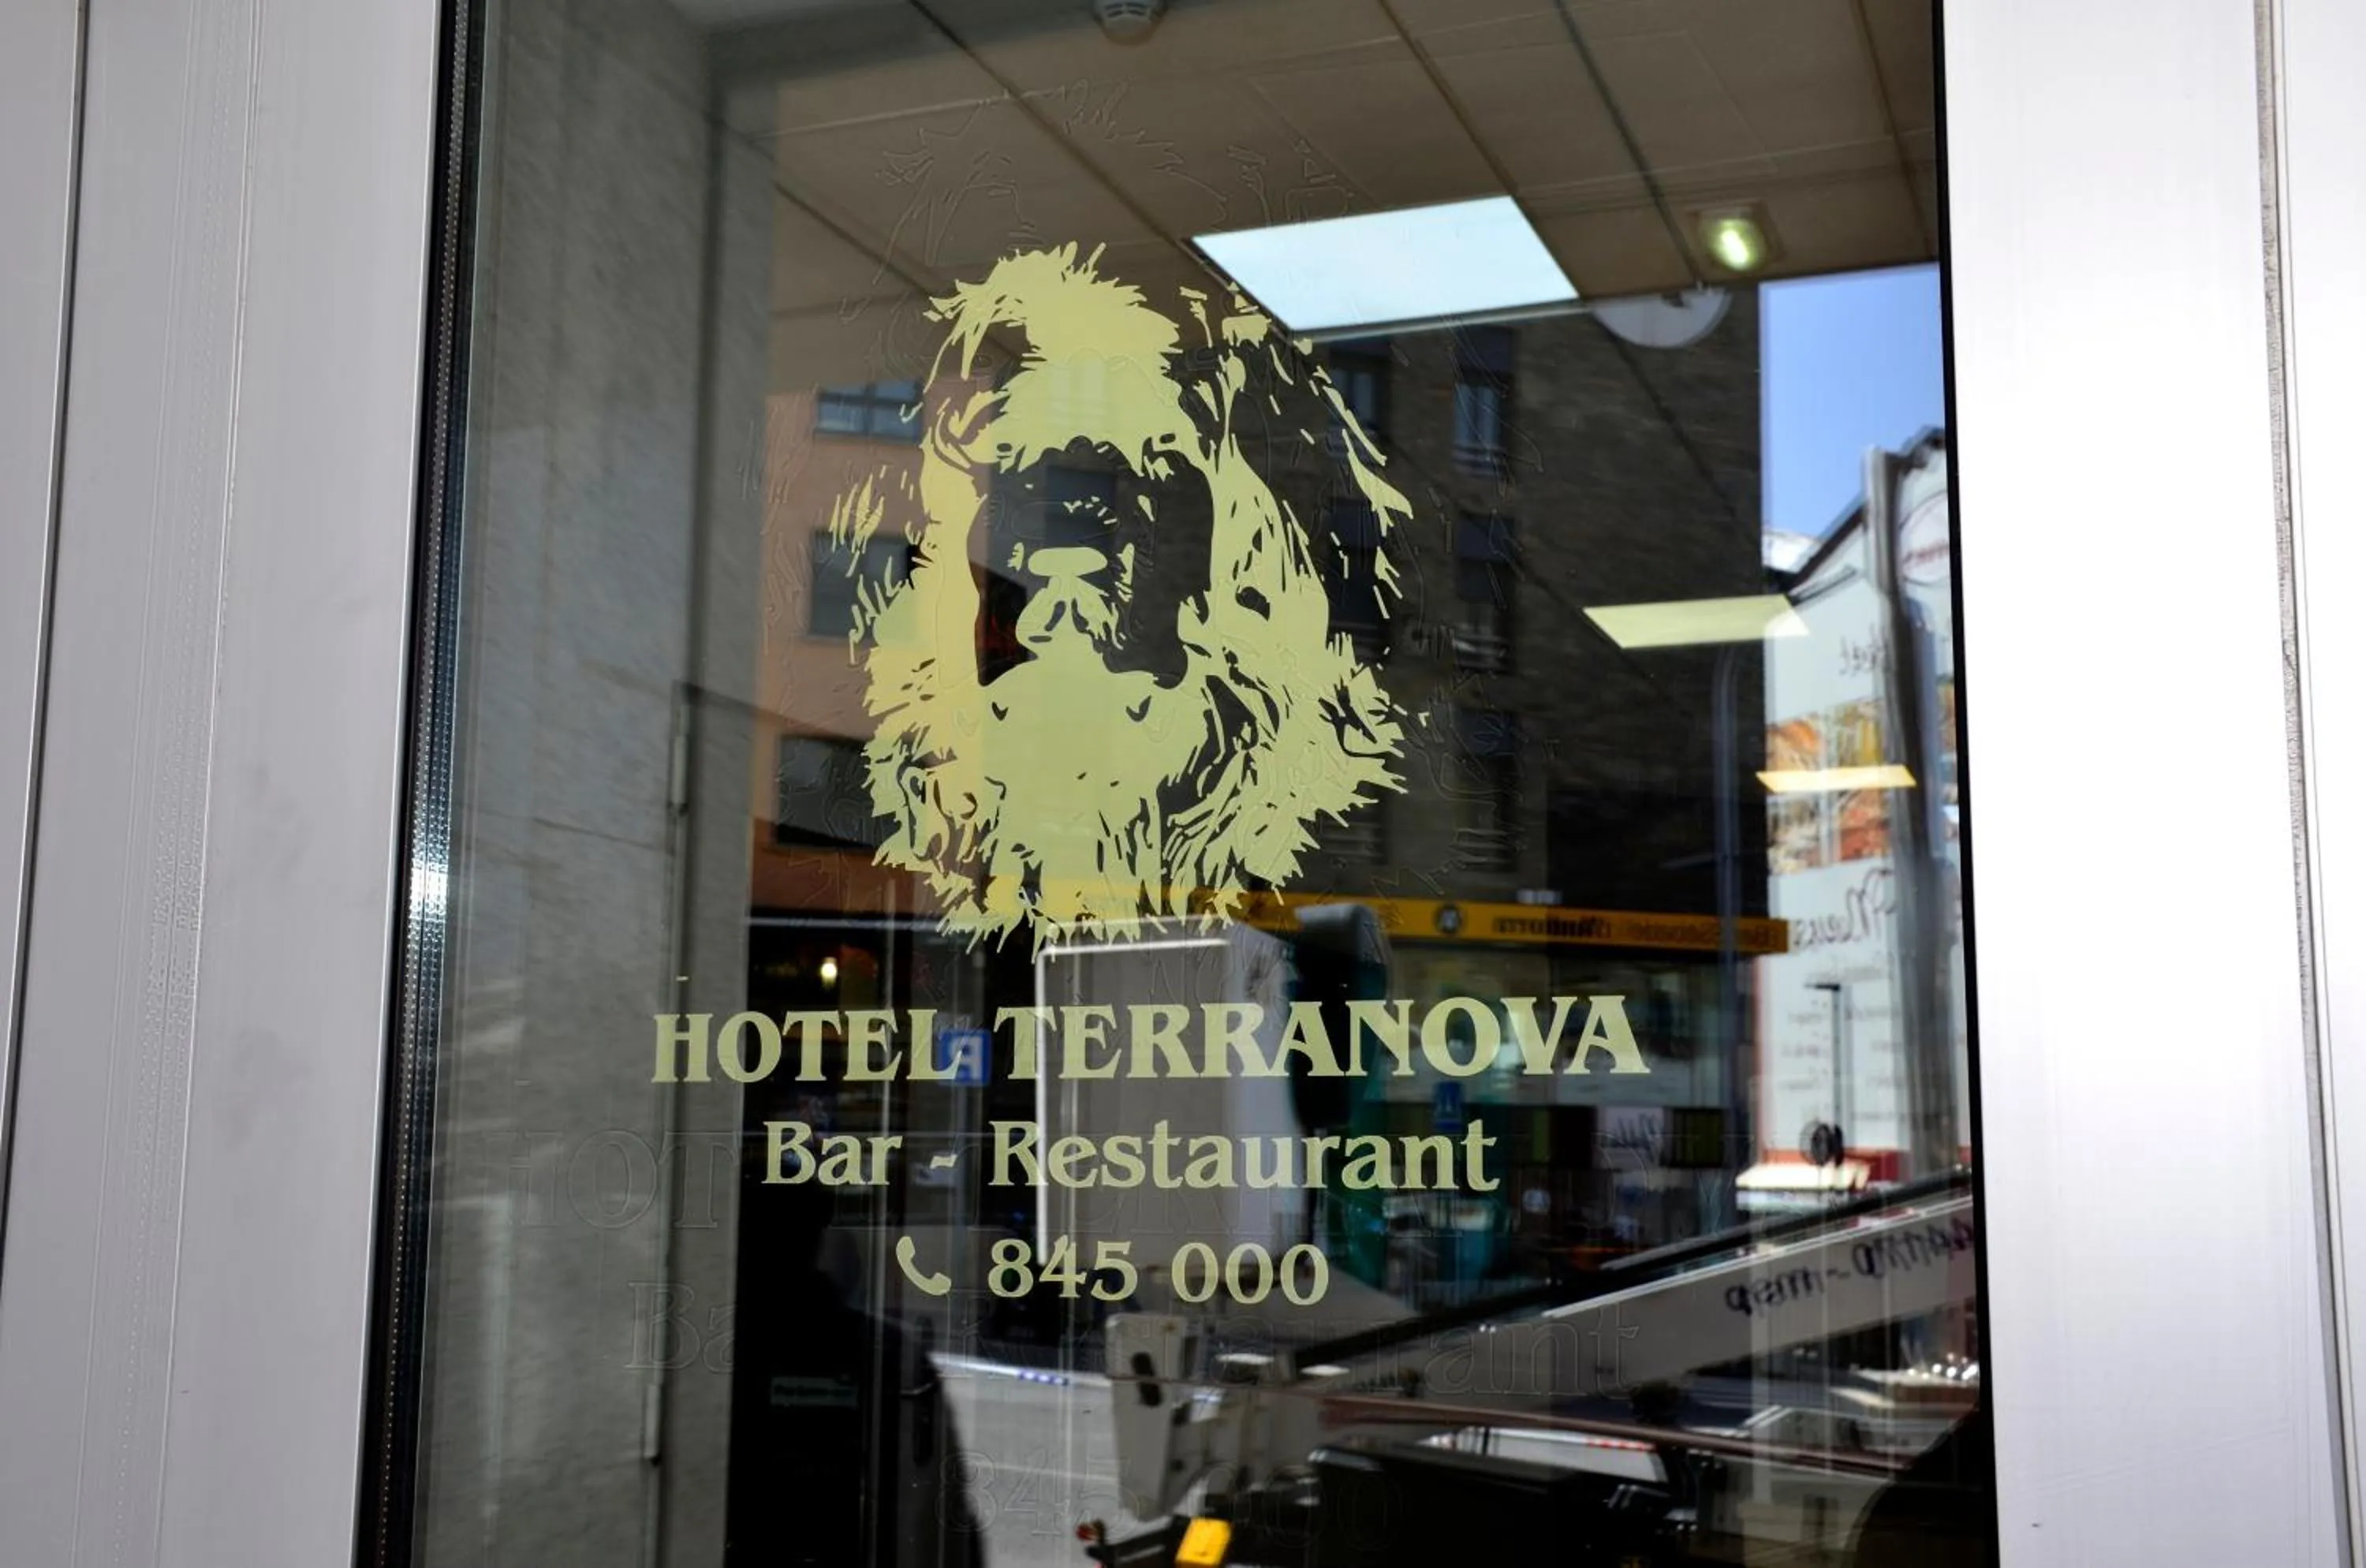 HOTEL TERRANOVA
Bar - Restaurant
845 000